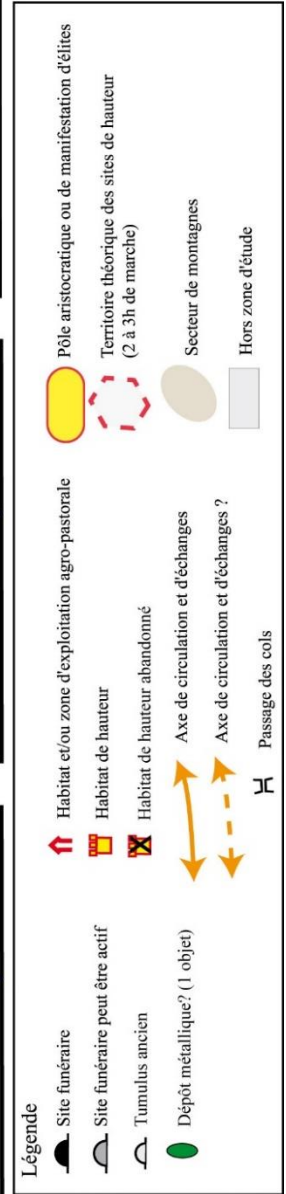 Légende
Site funéraire
Site funéraire peut être actif
Tumulus ancien
Dépôt métallique? (1 objet)
Habitat et/ou zone d'exploitation agro-pastorale
Habitat de hauteur
Habitat de hauteur abandonné
Axe de circulation et d'échanges
Axe de circulation et d'échanges ?
Passage des cols
Pôle aristocratique ou de manifestation d'élites
Territoire théorique des sites de hauteur
(2 à 3h de marche)
Secteur de montagnes
Hors zone d'étude